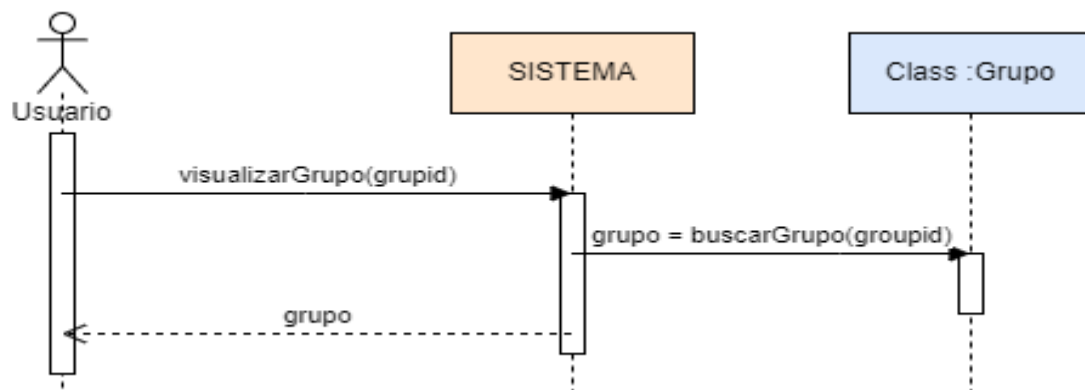 SISTEMA
Class :Grupo
Usuario
visualizarGrupo(grupid)
grupo = buscarGrupo(groupid)
grupo